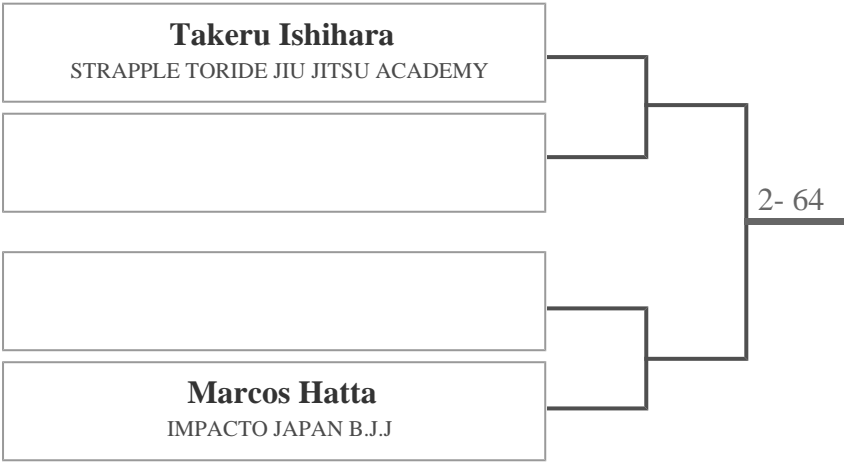 Takeru Ishihara
STRAPPLE TORIDE JIU JITSU ACADEMY
2- 64
Marcos Hatta
IMPACTO JAPAN B.J.J